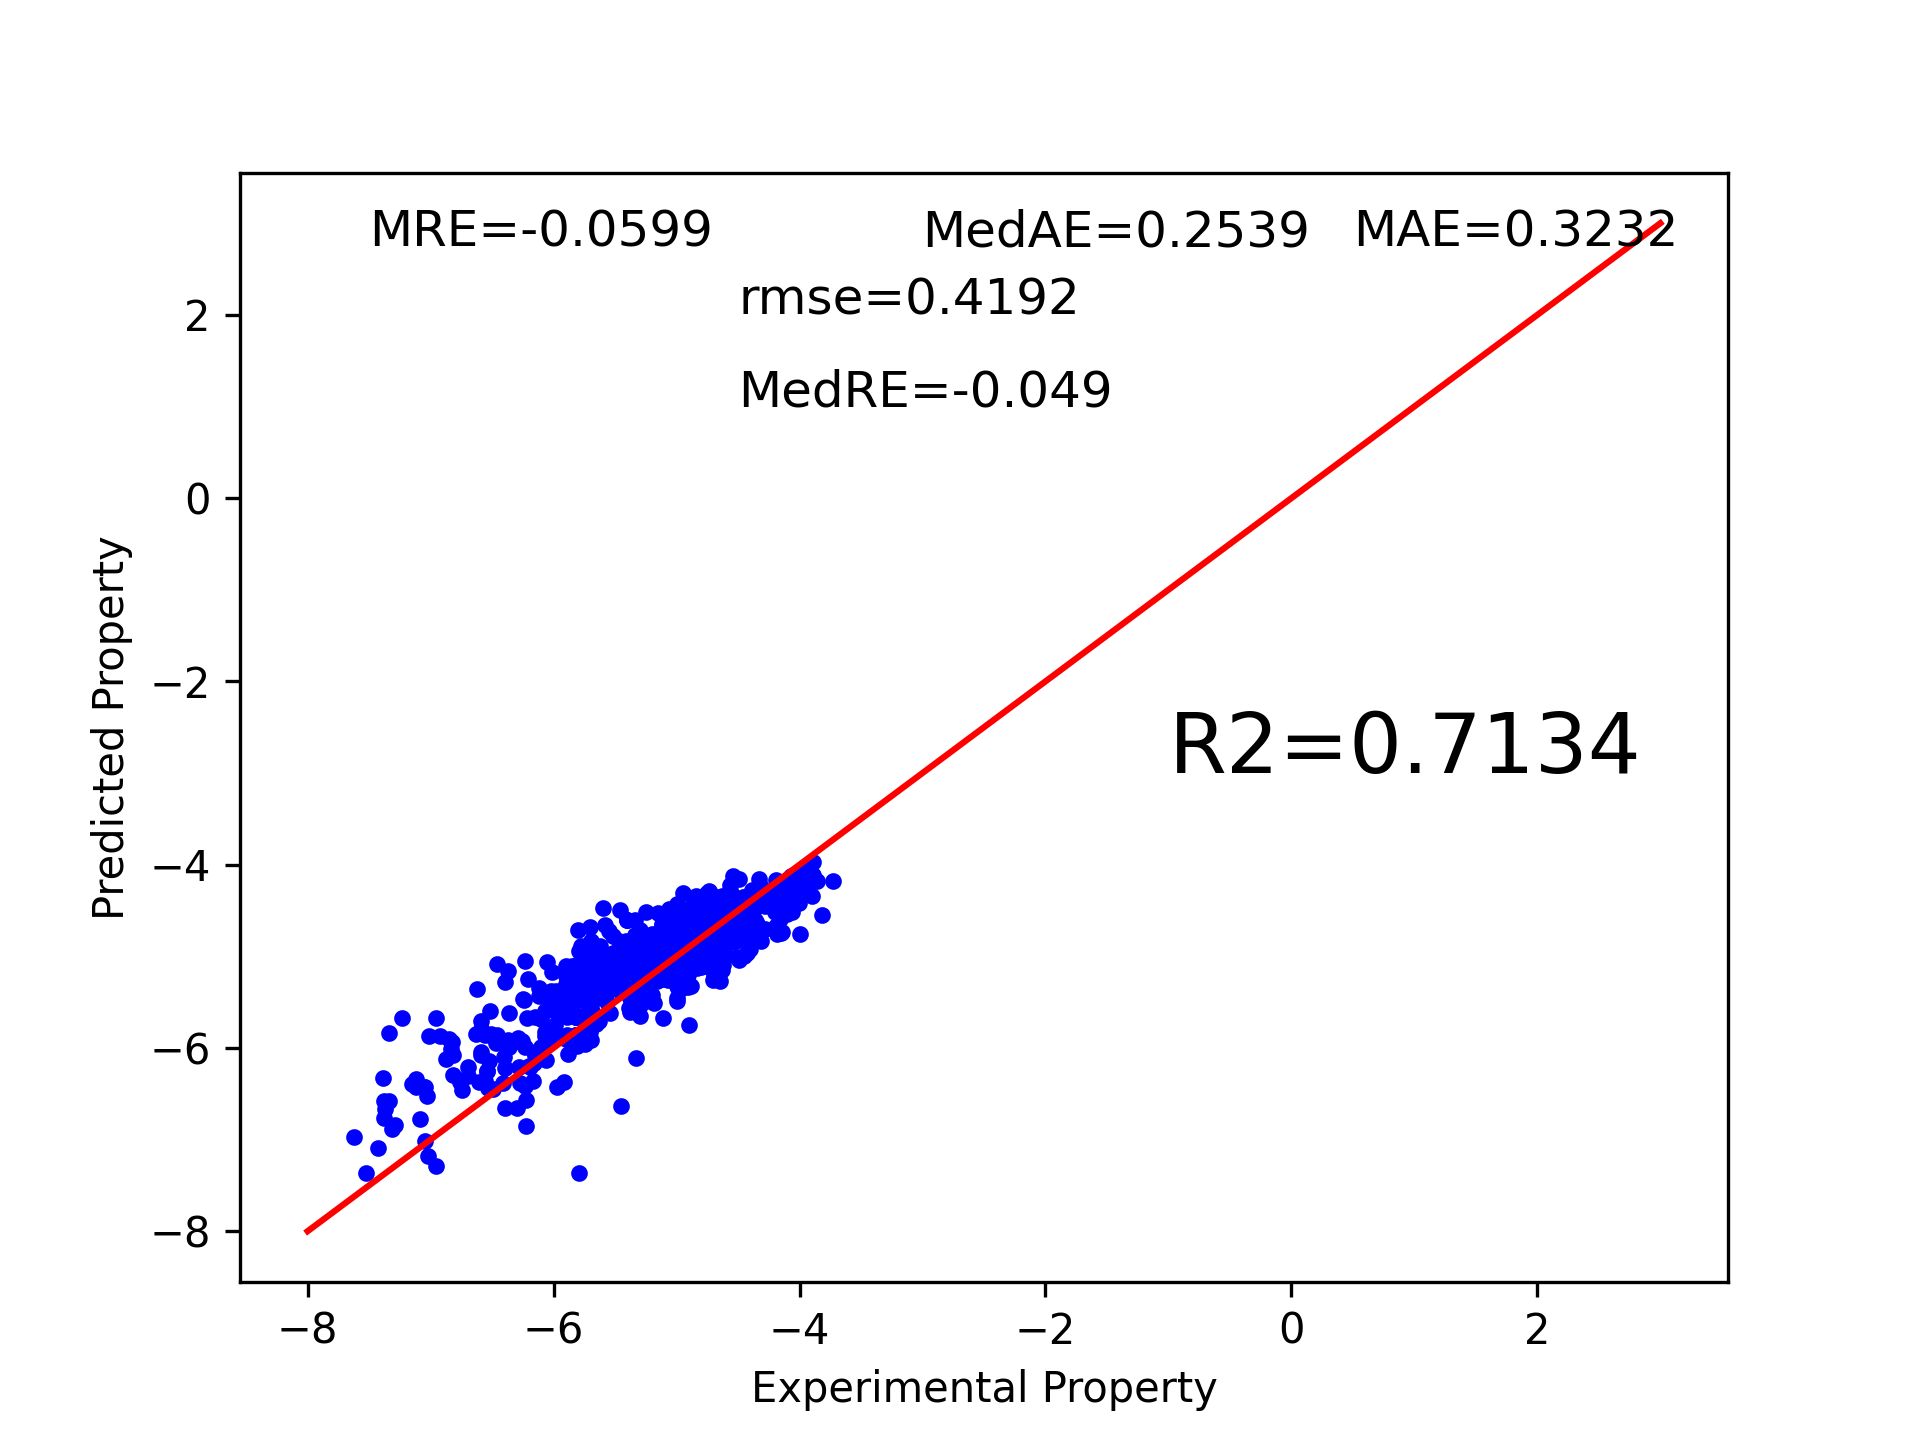 MRE=-0.0599
MedAE=0.2539
MAE=0.3232
rmse=0.4192
MedRE=-0.049
R2=0.7134
2
0
−2
−4
−6
−8
Predicted Property
−8
−6
−4
−2
0
2
Experimental Property